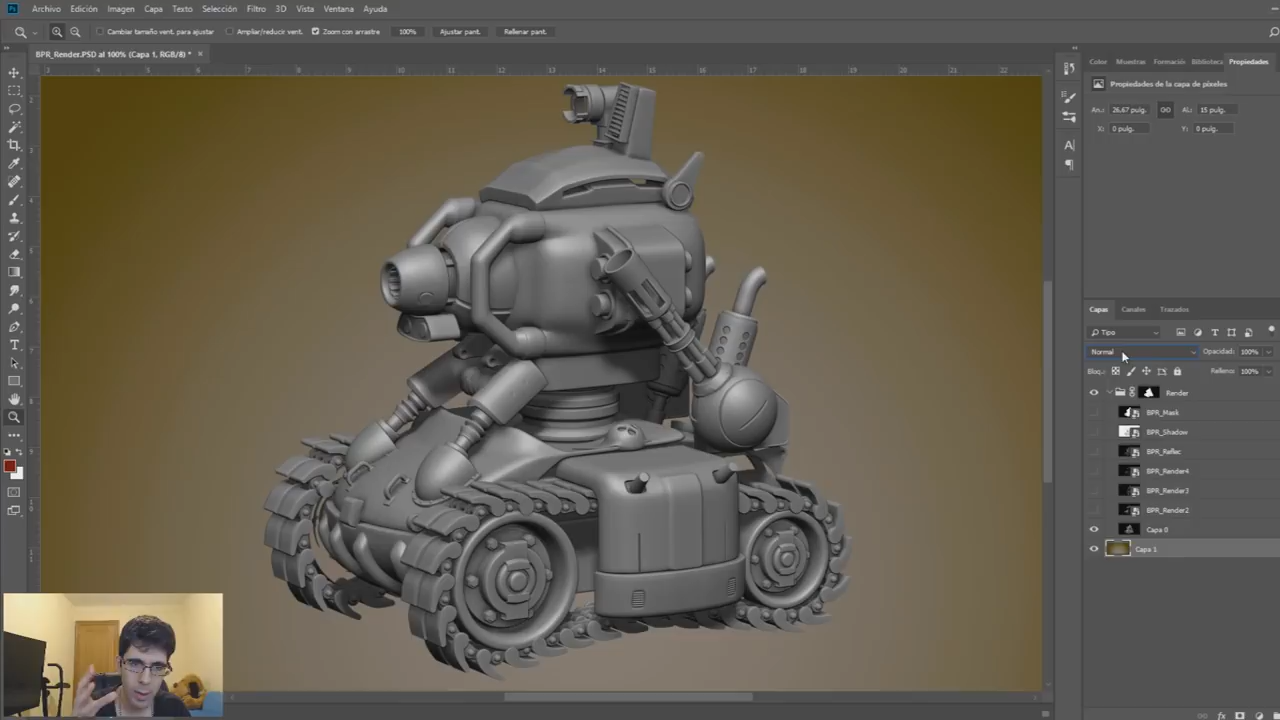 Ps Archivo Edición Imagen Capa Texto Selección Filtro 3D Vista Ventana Ayuda
Cambiar tamaño vent. para ajustar Ampliar/reducir vent. Zoom con arrastre 100% Ajustar pant. Rellenar pant.
BPR_Render.PSD al 100% (Capa 1, RGB/8) *
Color Muestras Formació Biblioteca Propiedades
Propiedades de la capa de píxeles
An.: 26.67 pulg. Al.: 15 pulg.
X: 0 pulg. Y: 0 pulg.
Capas Canales Trazados
Tipo
Normal Opacidad: 100%
Bloq.: Relleno: 100%
Render
BPR_Mask
BPR_Shadow
BPR_Reflec
BPR_Render4
BPR_Render3
BPR_Render2
Capa 0
Capa 1
fx